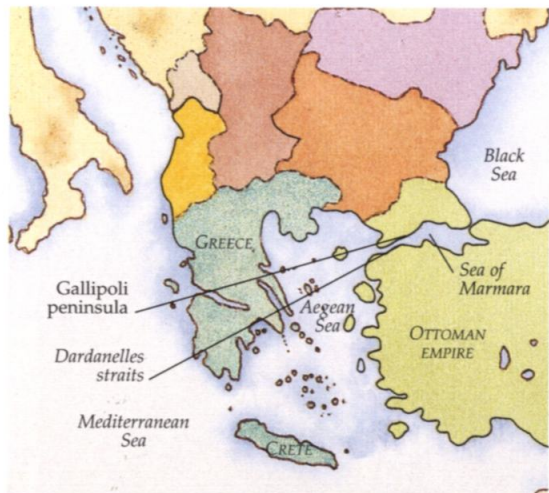 Black
Sea
GREECE
Sea of
Marmara
Gallipoli
peninsula
Aegean
Sea
OTTOMAN
EMPIRE
Dardanelles
straits
Mediterranean
Sea
CRETE